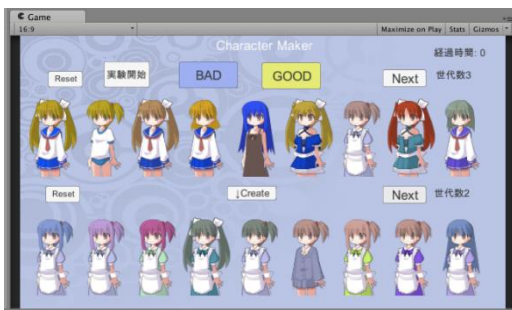 Game
16:9
Maximize on Play Stats Gizmos
Character Maker
経過時間: 0
Reset 実験開始 BAD GOOD Next 世代数3
Reset ↓Create Next 世代数2